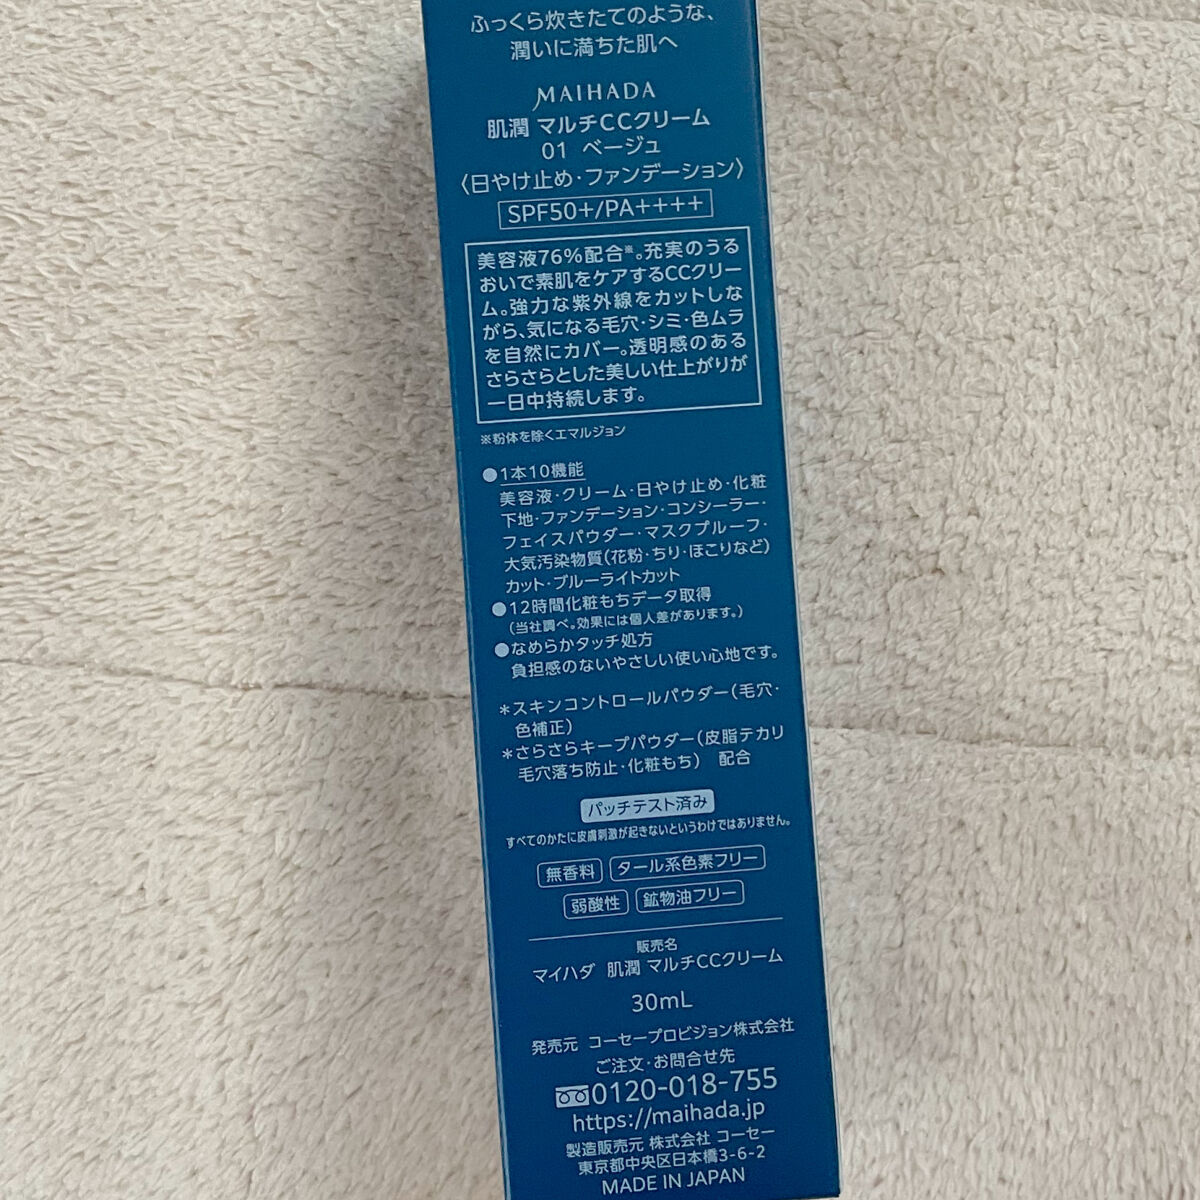 ふっくら炊きたてのような、
潤いに満ちた肌へ
MAIHADA
肌潤 マルチCCクリーム
01 ベージュ
〈日やけ止め・ファンデーション〉
SPF50+/PA++++
美容液76%配合※。充実のうる
おいで素肌をケアするCCクリー
ム。強力な紫外線をカットしな
がら、気になる毛穴・シミ・色ムラ
を自然にカバー。透明感のある
さらさらとした美しい仕上がりが
一日中持続します。
※粉体を除くエマルジョン
●1本10機能
美容液・クリーム・日やけ止め・化粧
下地・ファンデーション・コンシーラー・
フェイスパウダー・マスクプルーフ・
大気汚染物質(花粉・ちり・ほこりなど)
カット・ブルーライトカット
●12時間化粧もちデータ取得
(当社調べ。効果には個人差があります。)
●なめらかタッチ処方
負担感のないやさしい使い心地です。
*スキンコントロールパウダー(毛穴・
色補正)
*さらさらキープパウダー(皮脂テカリ
毛穴落ち防止・化粧もち) 配合
パッチテスト済み
すべてのかたに皮膚刺激が起きないというわけではありません。
無香料 タール系色素フリー
弱酸性 鉱物油フリー
販売名
マイハダ 肌潤 マルチCCクリーム
30mL
発売元 コーセープロビジョン株式会社
ご注文・お問合せ先
0120-018-755
https://maihada.jp
製造販売元 株式会社 コーセー
東京都中央区日本橋3-6-2
MADE IN JAPAN